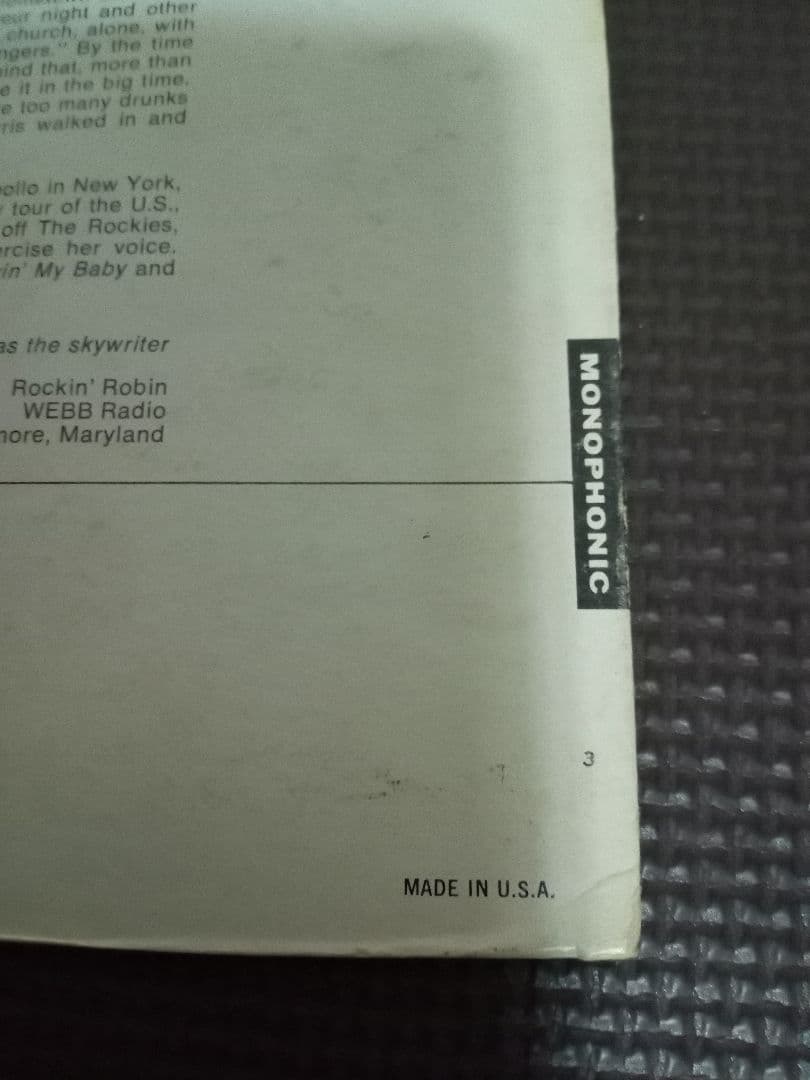 night and other
church, alone, with
By the time
that, more than
it in the big time.
too many drunks
walked in and
in New York,
tour of the U.S.,
off The Rockies,
her voice.
My Baby and
the skywriter
Rockin' Robin
WEBB Radio
Maryland
MONOPHONIC
3
MADE IN U.S.A.